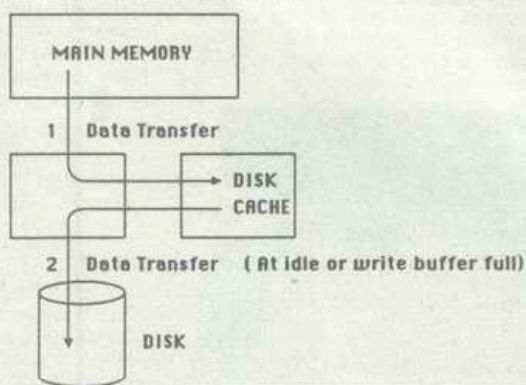 MAIN MEMORY
1 Data Transfer
DISK
CACHE
2 Data Transfer ( At idle or write buffer full)
DISK